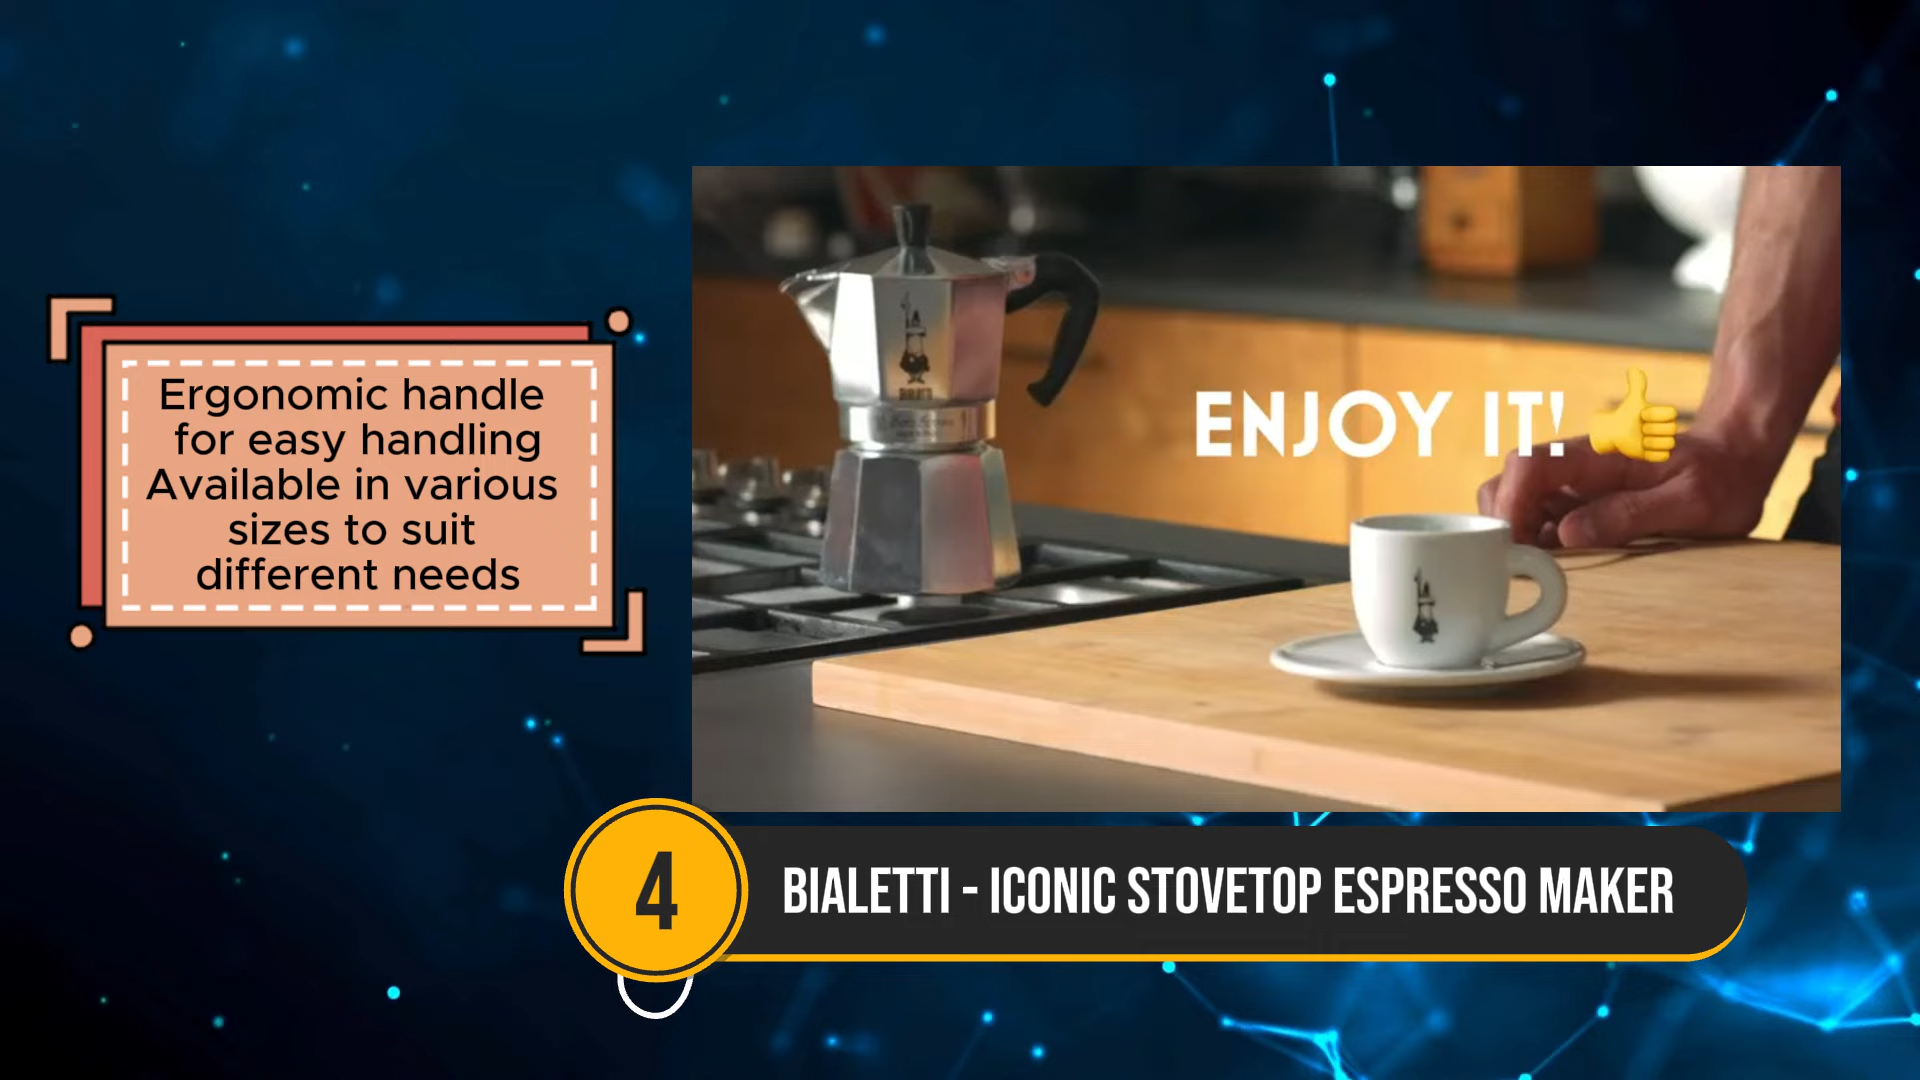 Ergonomic handle
for easy handling
Available in various
sizes to suit
different needs
BIALETTI
ENJOY IT! 👍
4
BIALETTI - ICONIC STOVETOP ESPRESSO MAKER